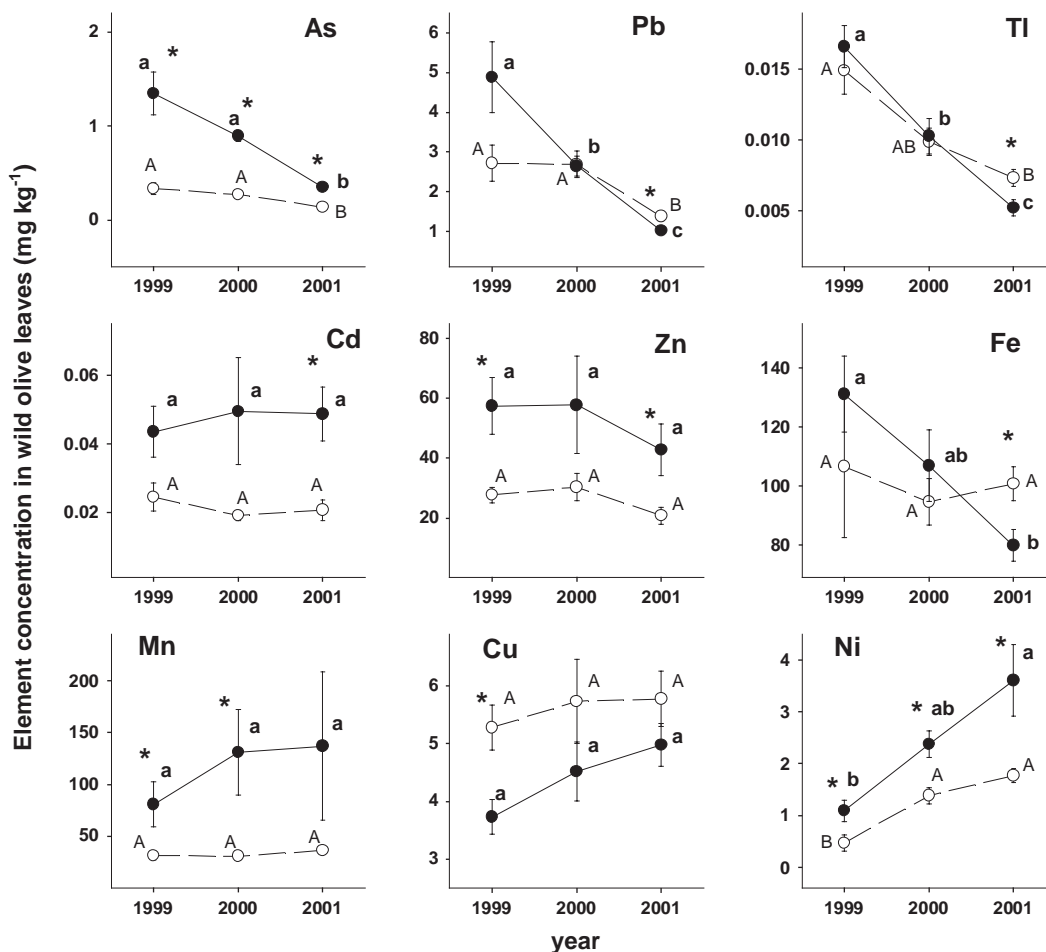 Element concentration in wild olive leaves (mg kg-1)
As
2
1
0
a *
a *
* b
A
A
B
1999 2000 2001
Pb
6
5
4
3
2
1
a
b
* c
A
A
B
1999 2000 2001
Tl
0.015
0.010
0.005
a
b
* c
A
AB
A
1999 2000 2001
Cd
0.06
0.04
0.02
a
a
* a
A
A
A
1999 2000 2001
Zn
80
60
40
20
* a
a
* a
A
A
A
1999 2000 2001
Fe
140
120
100
80
a
ab
* b
A
A
A
1999 2000 2001
Mn
200
150
100
50
* a
* a
a
A
A
A
1999 2000 2001
Cu
6
5
4
3
* A
A
A
a
a
a
1999 2000 2001
Ni
4
3
2
1
0
* b
* ab
* a
B
A
A
1999 2000 2001
year